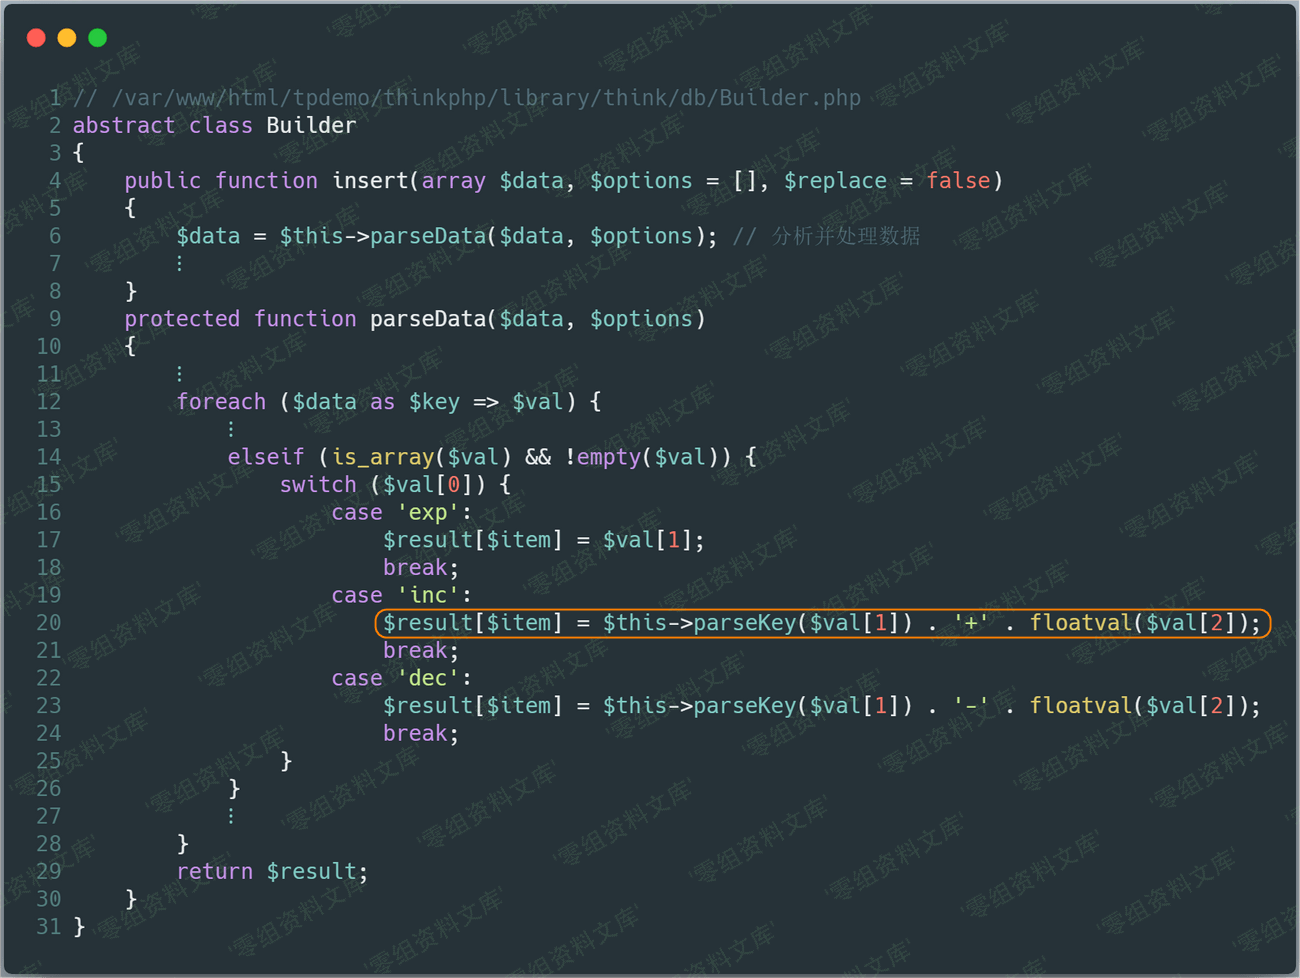 1 // /var/www/html/tpdemo/thinkphp/library/think/db/Builder.php
2 abstract class Builder
3 {
4     public function insert(array $data, $options = [], $replace = false)
5     {
6         $data = $this->parseData($data, $options); // 分析并处理数据
7         ⋮
8     }
9     protected function parseData($data, $options)
10     {
11         ⋮
12         foreach ($data as $key => $val) {
13             ⋮
14             elseif (is_array($val) && !empty($val)) {
15                 switch ($val[0]) {
16                     case 'exp':
17                         $result[$item] = $val[1];
18                         break;
19                     case 'inc':
20                         $result[$item] = $this->parseKey($val[1]) . '+' . floatval($val[2]);
21                         break;
22                     case 'dec':
23                         $result[$item] = $this->parseKey($val[1]) . '-' . floatval($val[2]);
24                         break;
25                 }
26             }
27             ⋮
28         }
29         return $result;
30     }
31 }
'零组资料文库'